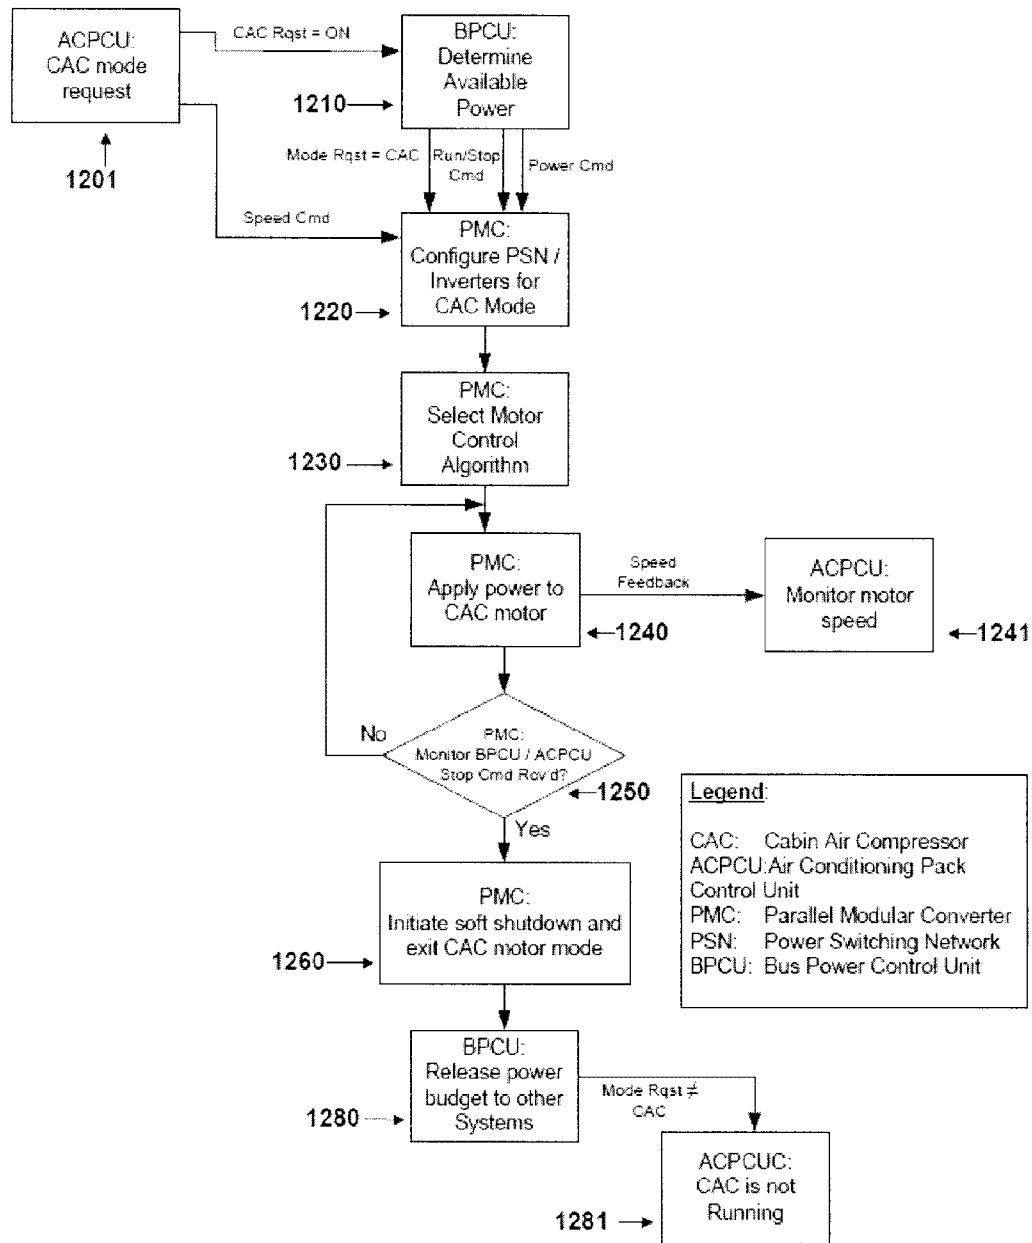 ACPCU:
CAC mode
request
1201
CAC Rqst = ON
BPCU:
Determine
Available
Power
1210
Mode Rqst = CAC
Run/Stop
Cmd
Power Cmd
Speed Cmd
PMC:
Configure PSN /
Inverters for
CAC Mode
1220
PMC:
Select Motor
Control
Algorithm
1230
PMC:
Apply power to
CAC motor
1240
Speed
Feedback
ACPCU:
Monitor motor
speed
1241
No
PMC:
Monitor BPCU / ACPCU
Stop Cmd Rcv'd?
1250
Yes
PMC:
Initiate soft shutdown and
exit CAC motor mode
1260
BPCU:
Release power
budget to other
Systems
1280
Mode Rqst ≠
CAC
ACPCUC:
CAC is not
Running
1281
Legend:
CAC: Cabin Air Compressor
ACPCU:Air Conditioning Pack
Control Unit
PMC: Parallel Modular Converter
PSN: Power Switching Network
BPCU: Bus Power Control Unit